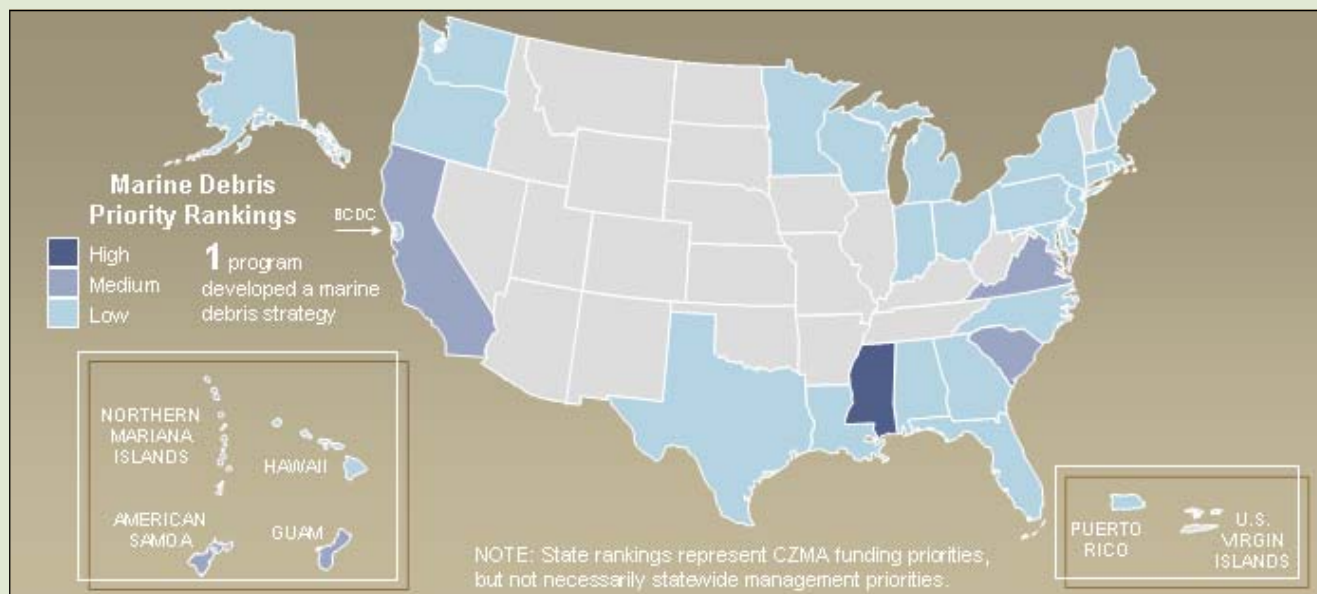 Marine Debris
Priority Rankings
High
Medium
Low
1 program
developed a marine
debris strategy
BCDC
NORTHERN
MARIANA
ISLANDS
HAWAII
AMERICAN
SAMOA
GUAM
NOTE: State rankings represent CZMA funding priorities,
but not necessarily statewide management priorities.
PUERTO
RICO
U.S.
VIRGIN
ISLANDS